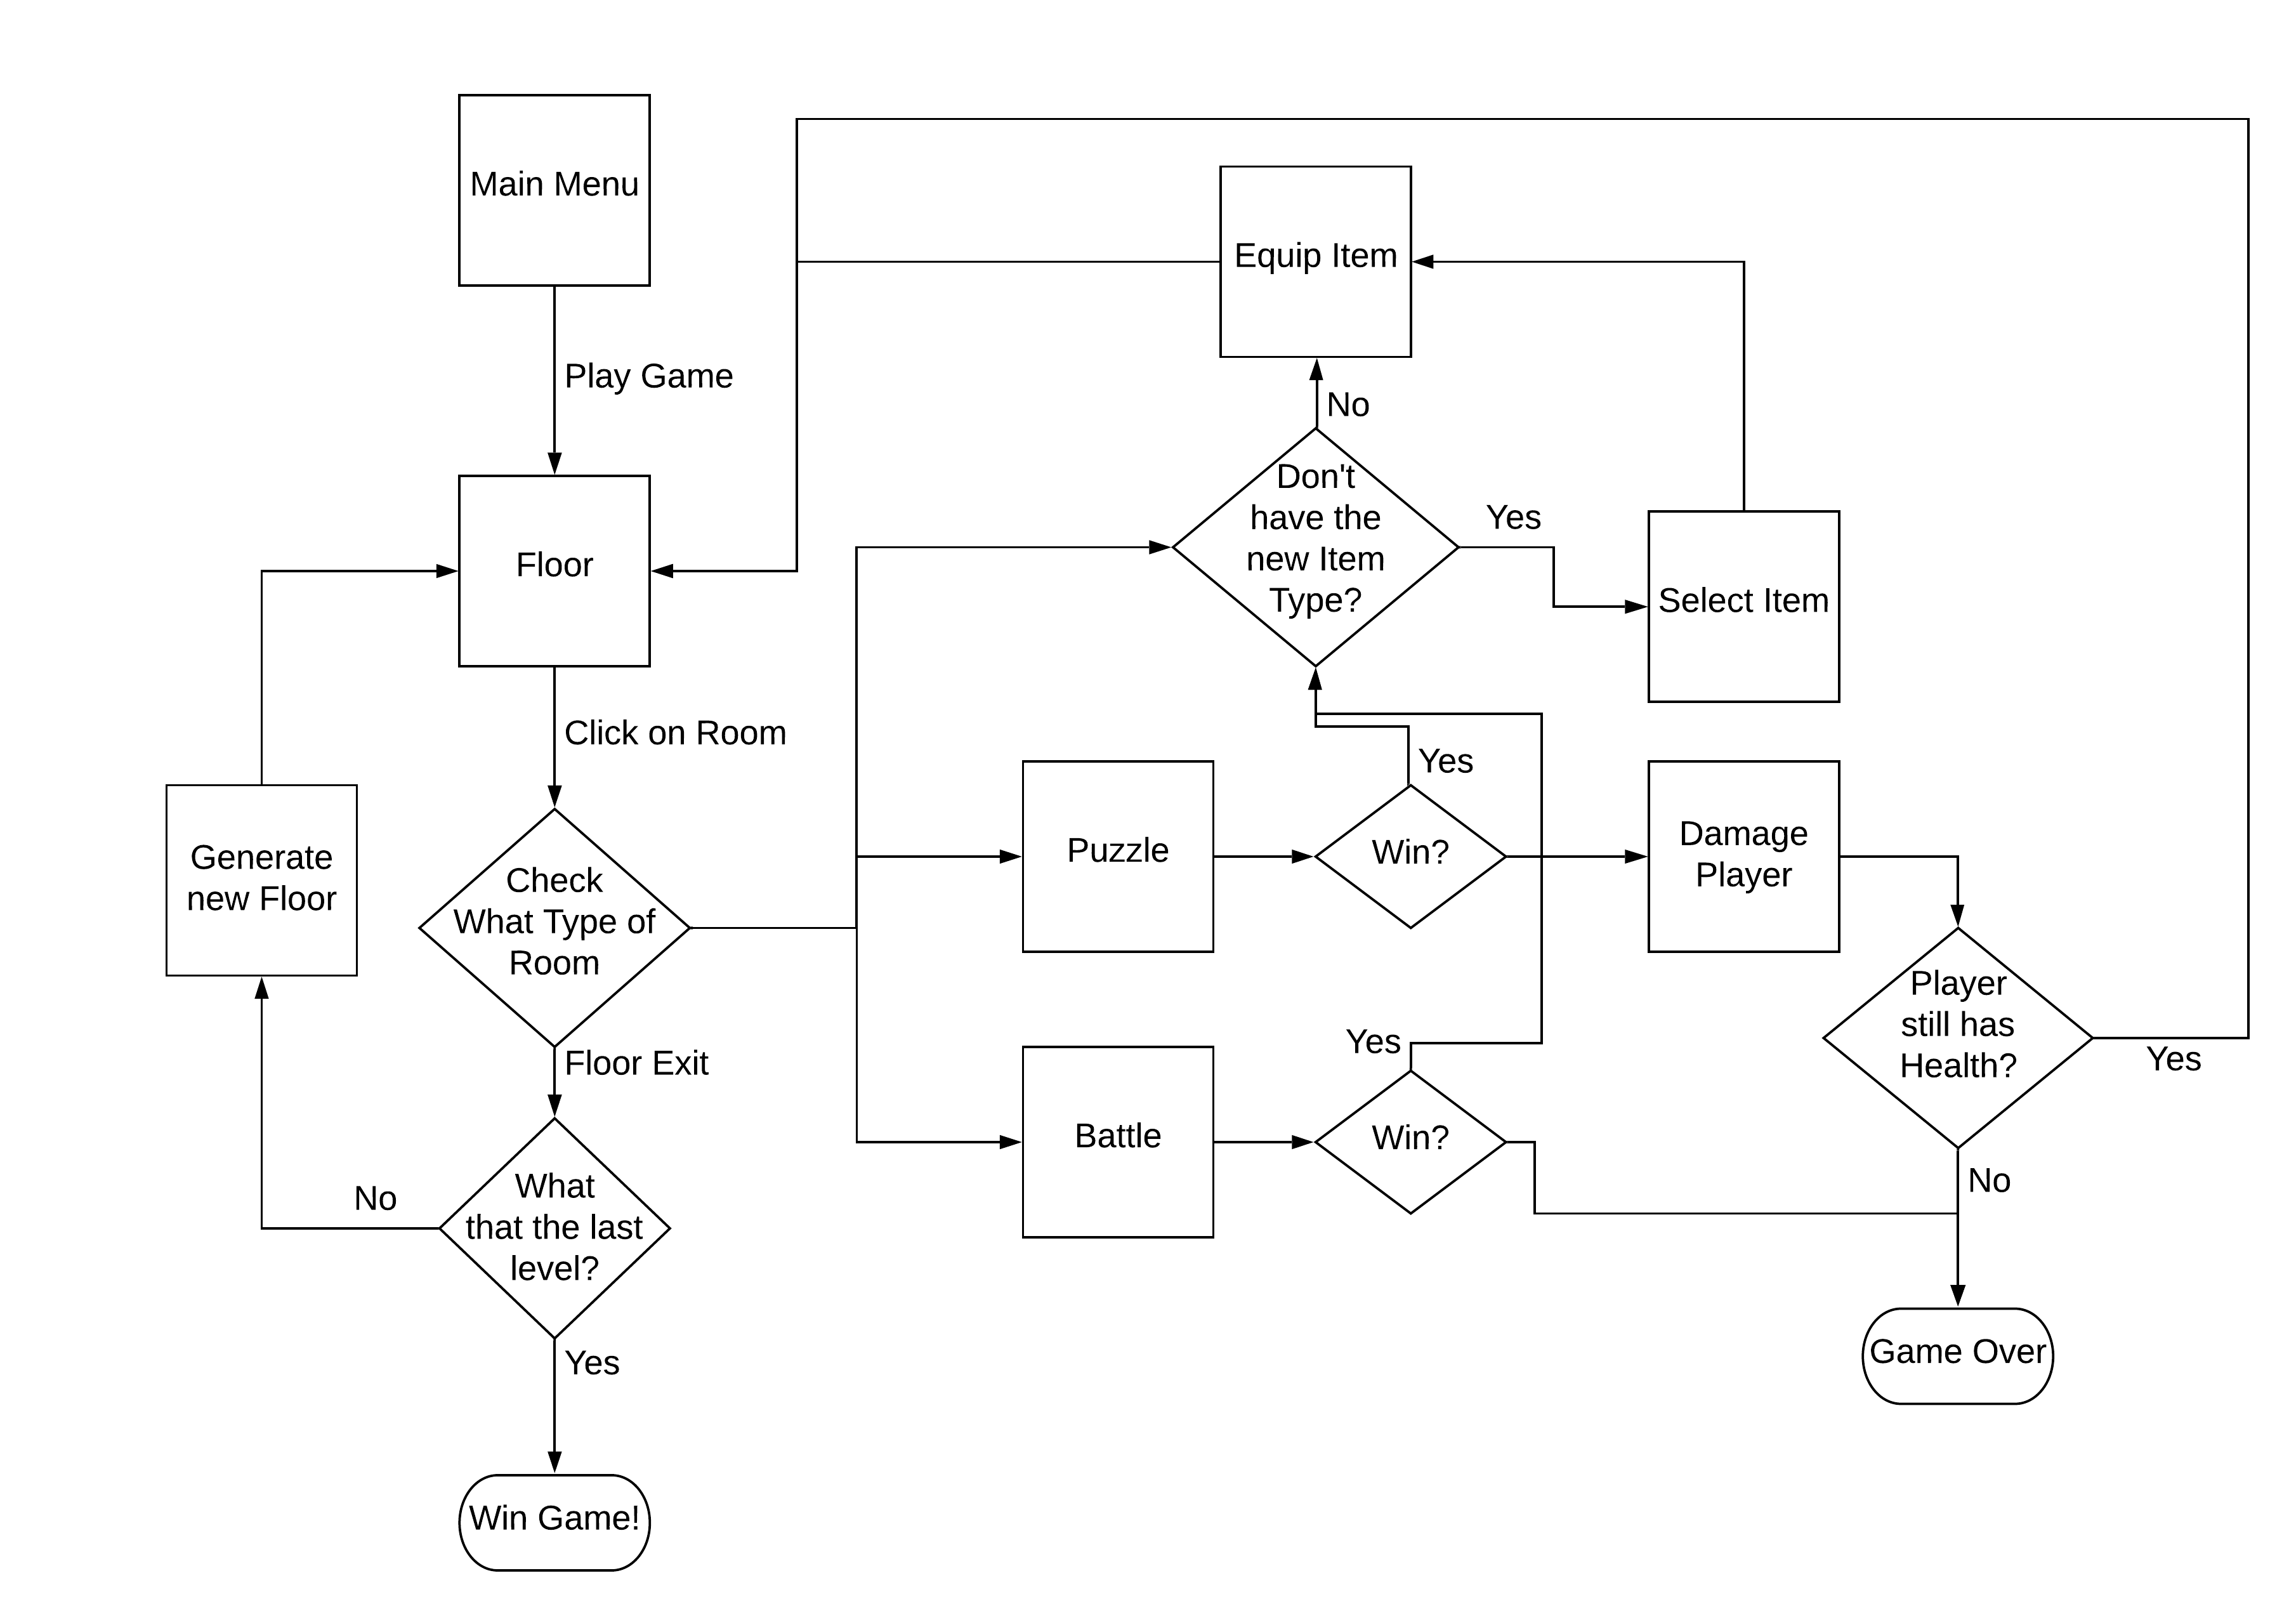 Main Menu
Play Game
Floor
Click on Room
Check
What Type of
Room
Floor Exit
What
that the last
level?
No
Generate
new Floor
Yes
Win Game!
Equip Item
No
Don't
have the
new Item
Type?
Yes
Select Item
Puzzle
Win?
Yes
Damage
Player
Battle
Win?
Yes
Player
still has
Health?
Yes
No
Game Over